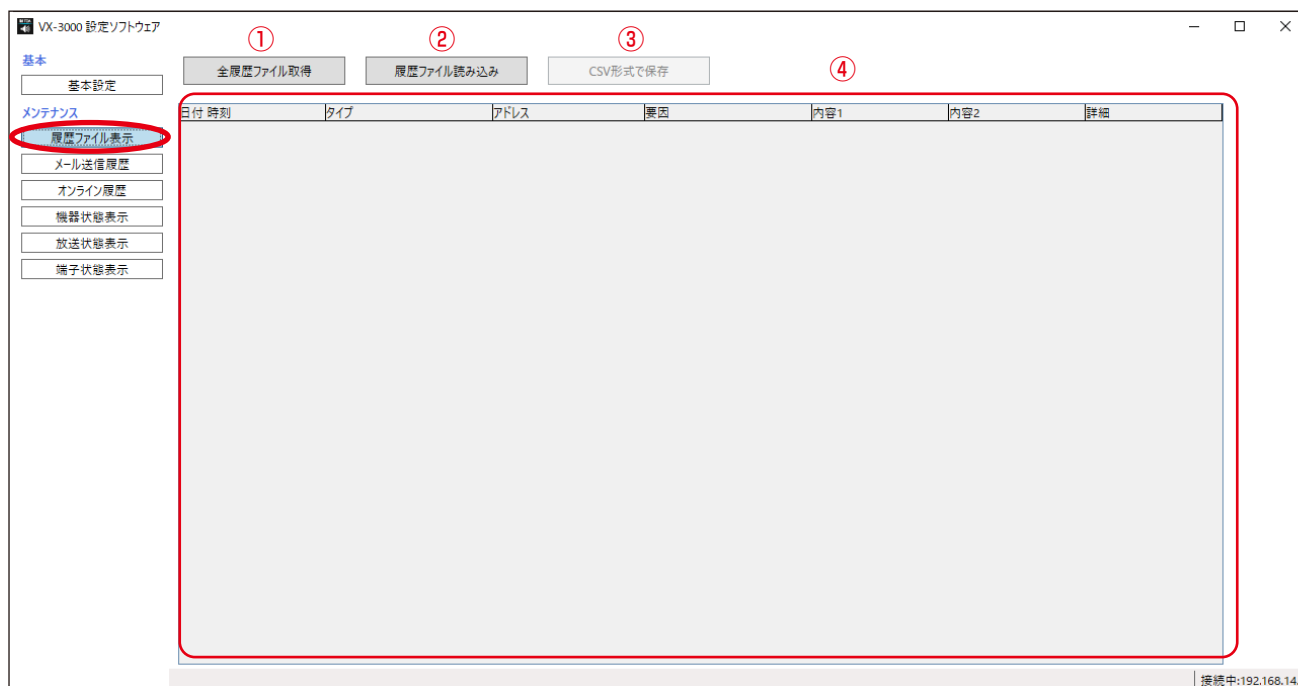 VX-3000 設定ソフトウェア
① ② ③ ④
基本
基本設定
メンテナンス
履歴ファイル表示
メール送信履歴
オンライン履歴
機器状態表示
放送状態表示
端子状態表示
全履歴ファイル取得 履歴ファイル読み込み CSV形式で保存
日付 時刻 タイプ アドレス 要因 内容1 内容2 詳細
接続中:192.168.14.